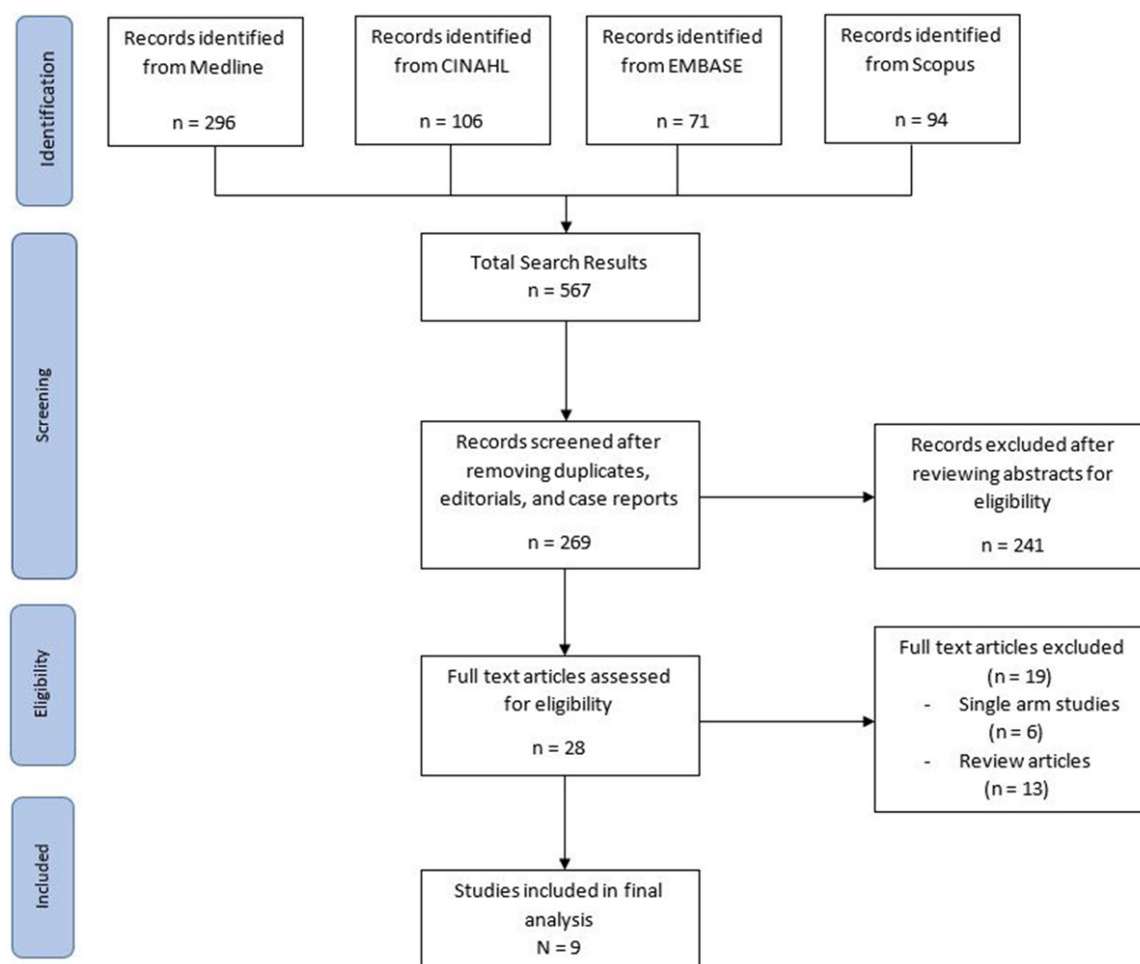 Identification
Records identified
from Medline
n = 296
Records identified
from CINAHL
n = 106
Records identified
from EMBASE
n = 71
Records identified
from Scopus
n = 94
Screening
Total Search Results
n = 567
Records screened after
removing duplicates,
editorials, and case reports
n = 269
Records excluded after
reviewing abstracts for
eligibility
n = 241
Eligibility
Full text articles assessed
for eligibility
n = 28
Full text articles excluded
(n = 19)
- Single arm studies
(n = 6)
- Review articles
(n = 13)
Included
Studies included in final
analysis
N = 9